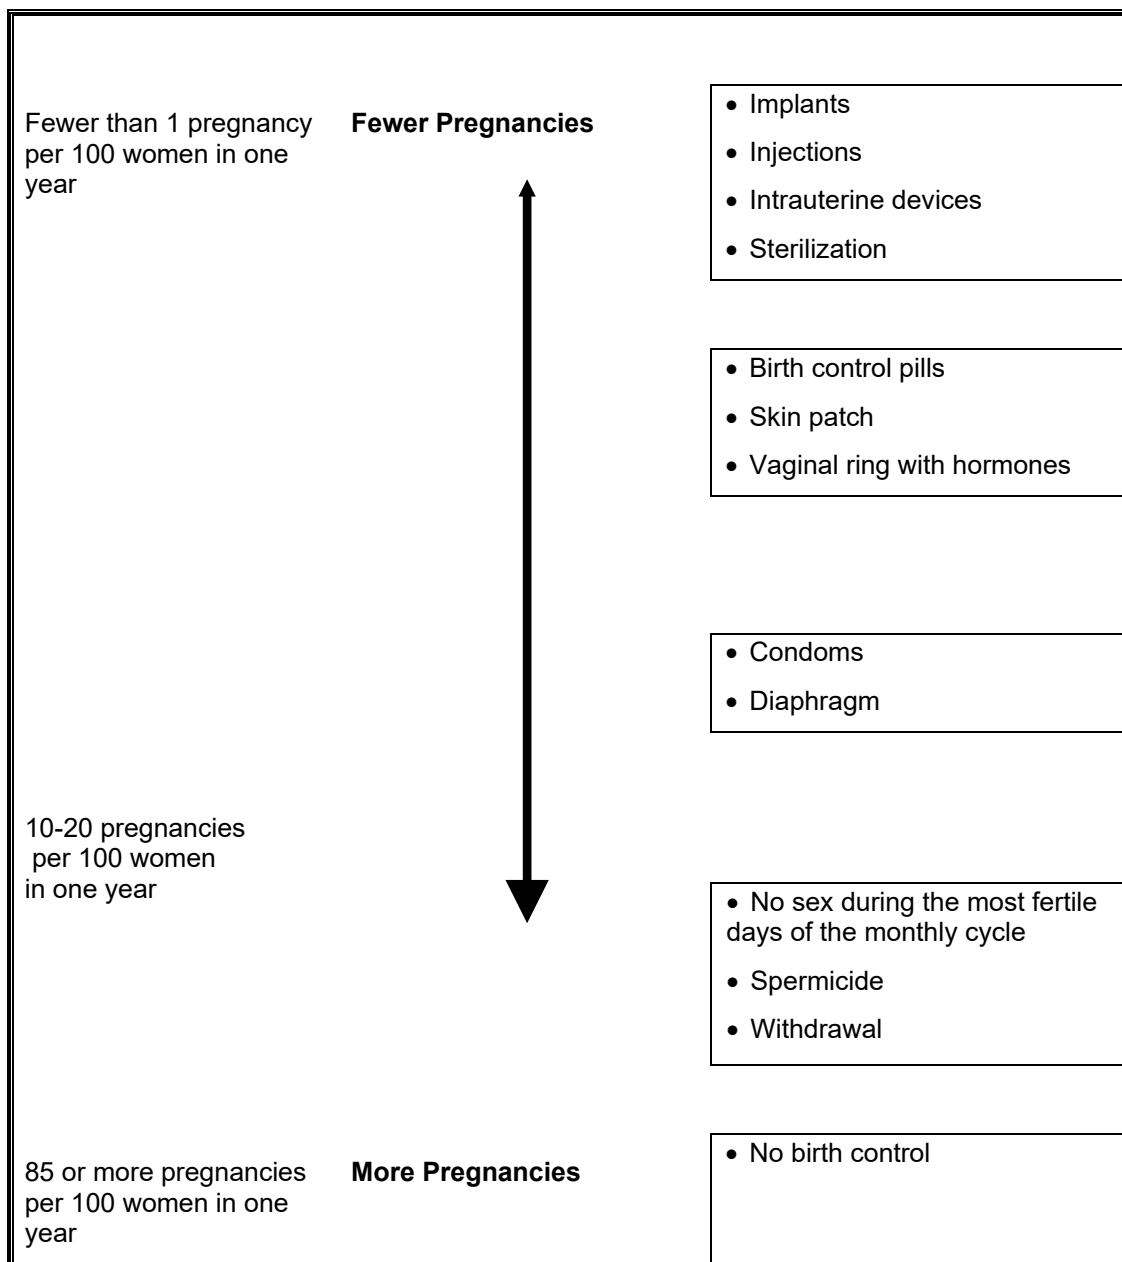 Fewer than 1 pregnancy
per 100 women in one
year
Fewer Pregnancies
• Implants
• Injections
• Intrauterine devices
• Sterilization
• Birth control pills
• Skin patch
• Vaginal ring with hormones
• Condoms
• Diaphragm
10-20 pregnancies
per 100 women
in one year
• No sex during the most fertile
days of the monthly cycle
• Spermicide
• Withdrawal
85 or more pregnancies
per 100 women in one
year
More Pregnancies
• No birth control